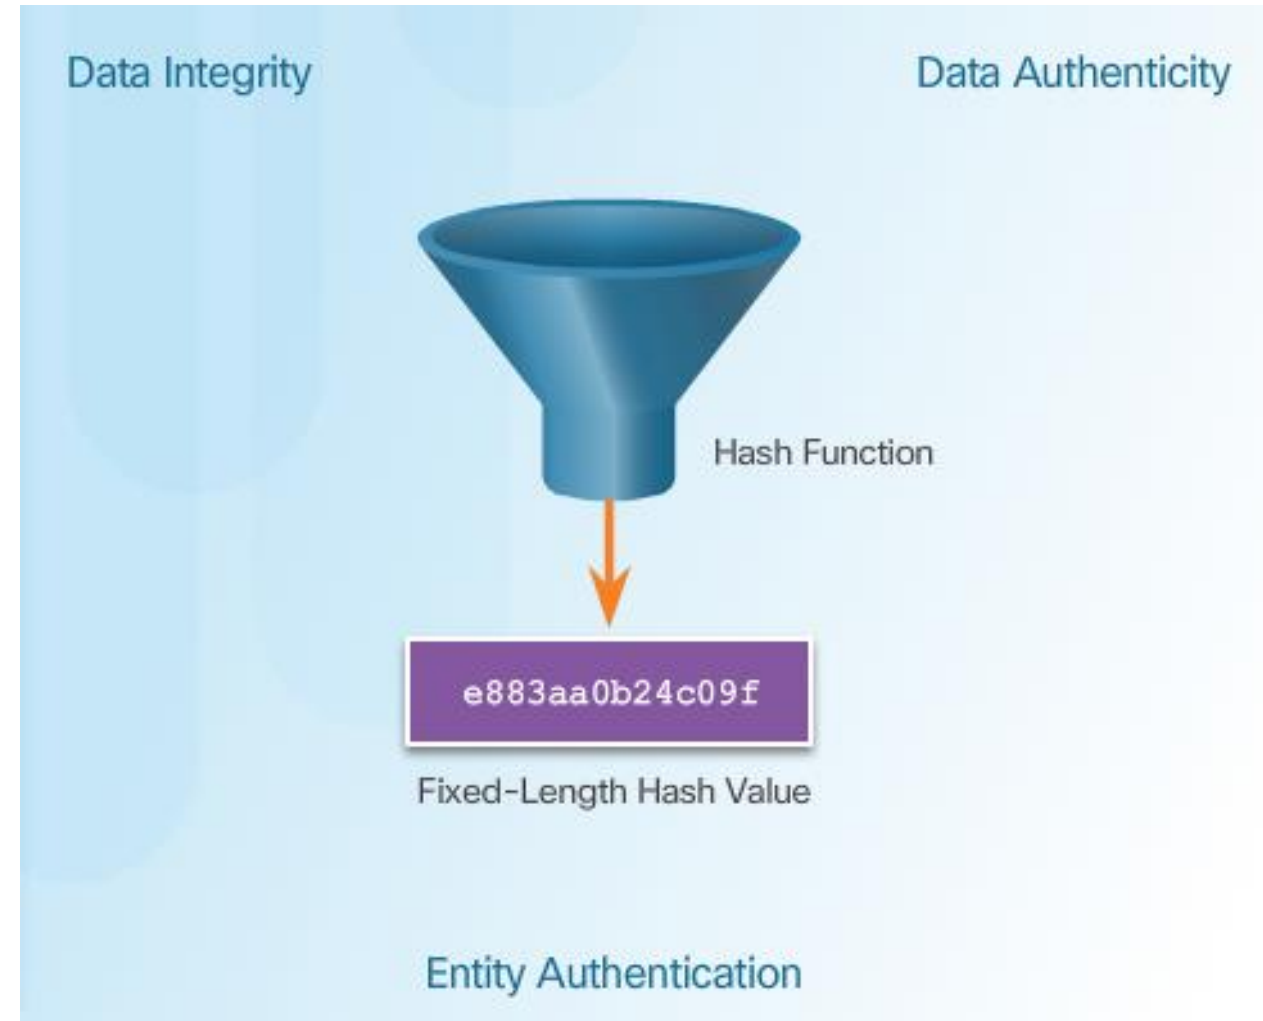 Data Integrity
Data Authenticity
Hash Function
e883aa0b24c09f
Fixed-Length Hash Value
Entity Authentication